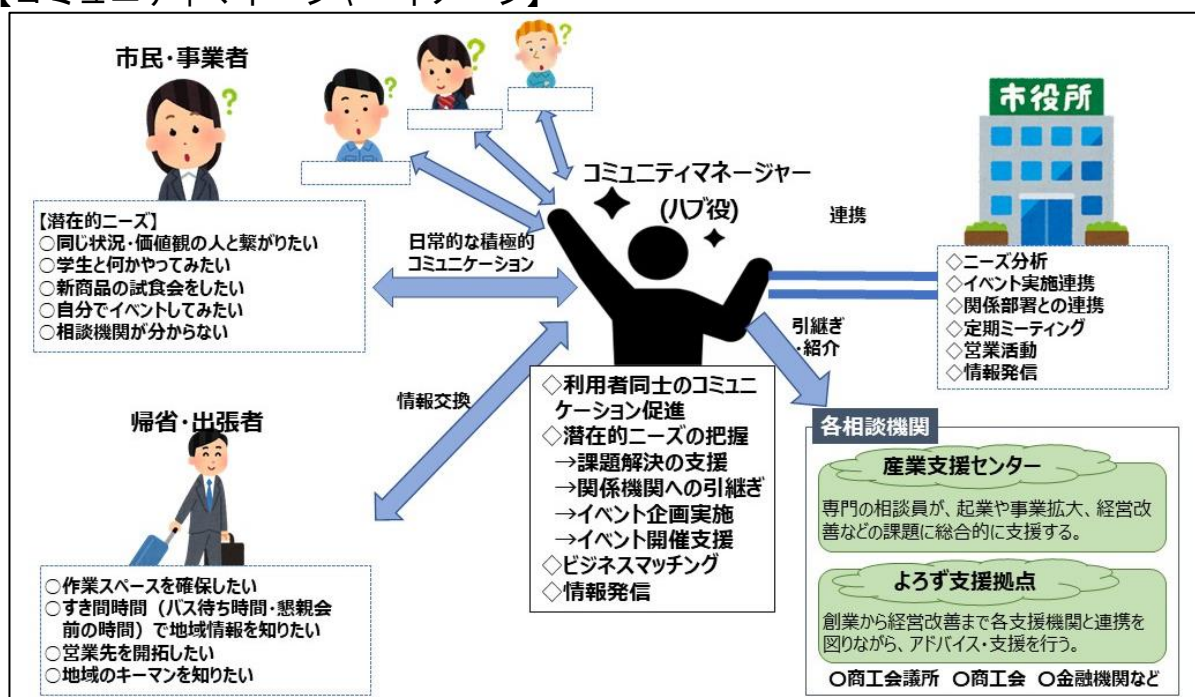 【コミュニティマネージャーイメージ】
市民・事業者
?
?
?
?
市役所
コミュニティマネージャー
(ハブ役)
連携
【潜在的ニーズ】
○同じ状況・価値観の人と繋がりたい
○学生と何かやってみたい
○新商品の試食会をしたい
○自分でイベントしてみたい
○相談機関が分からない
日常的な積極的
コミュニケーション
◇ニーズ分析
◇イベント実施連携
◇関係部署との連携
◇定期ミーティング
◇営業活動
◇情報発信
引継ぎ
・紹介
情報交換
帰省・出張者
○作業スペースを確保したい
○すき間時間（バス待ち時間・懇親会
前の時間）で地域情報を知りたい
○営業先を開拓したい
○地域のキーマンを知りたい
◇利用者同士のコミュニ
ケーション促進
◇潜在的ニーズの把握
→課題解決の支援
→関係機関への引継ぎ
→イベント企画実施
→イベント開催支援
◇ビジネスマッチング
◇情報発信
各相談機関
産業支援センター
専門の相談員が、起業や事業拡大、経営改
善などの課題に総合的に支援する。
よろず支援拠点
創業から経営改善まで各支援機関と連携を
図りながら、アドバイス・支援を行う。
○商工会議所 ○商工会 ○金融機関など